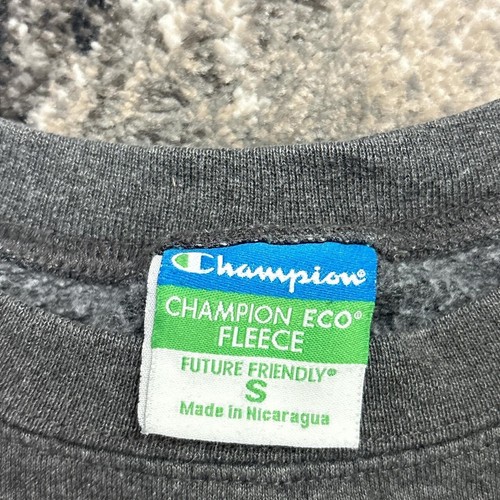 Champion®
CHAMPION ECO®
FLEECE
FUTURE FRIENDLY®
S
Made in Nicaragua